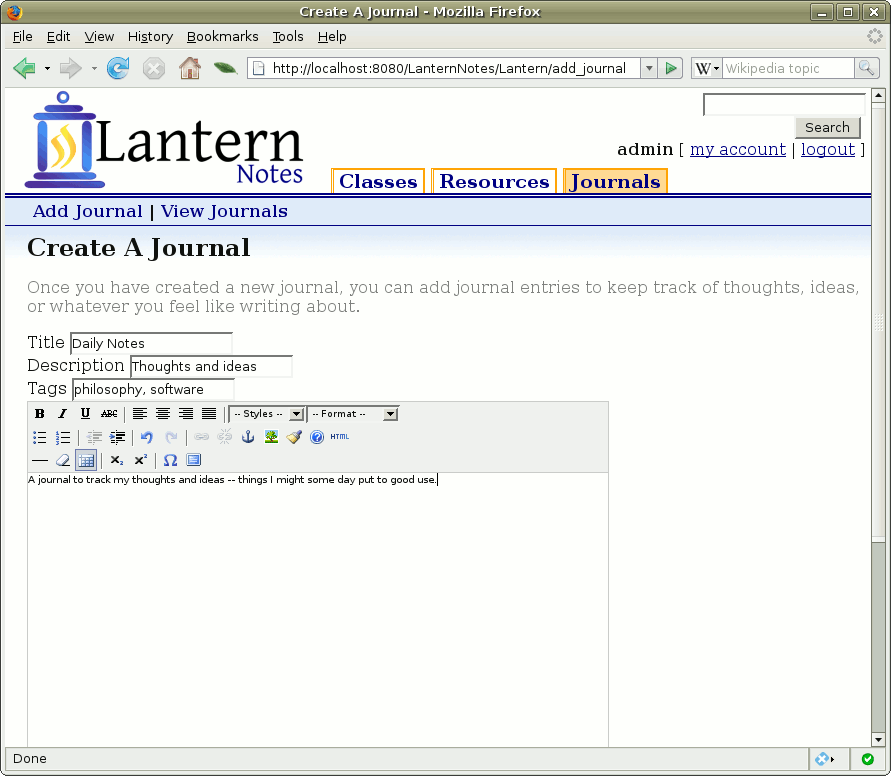 Create A Journal - Mozilla Firefox
File Edit View History Bookmarks Tools Help
http://localhost:8080/LanternNotes/Lantern/add_journal
W Wikipedia topic
Lantern
Notes
Search
admin [ my account | logout ]
Classes Resources Journals
Add Journal | View Journals
Create A Journal
Once you have created a new journal, you can add journal entries to keep track of thoughts, ideas,
or whatever you feel like writing about.
Title Daily Notes
Description Thoughts and ideas
Tags philosophy, software
B I U ABC -- Styles -- -- Format --
HTML
x₂ x² Ω
A journal to track my thoughts and ideas -- things I might some day put to good use.
Done